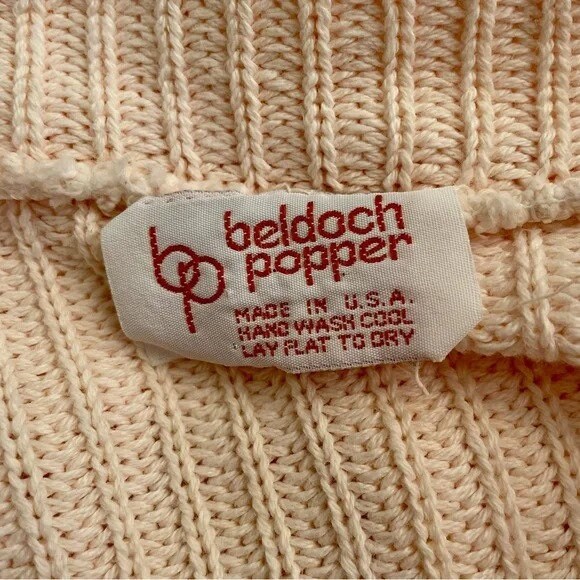 bp
beldoch
popper
MADE IN U.S.A.
HAND WASH COOL
LAY FLAT TO DRY